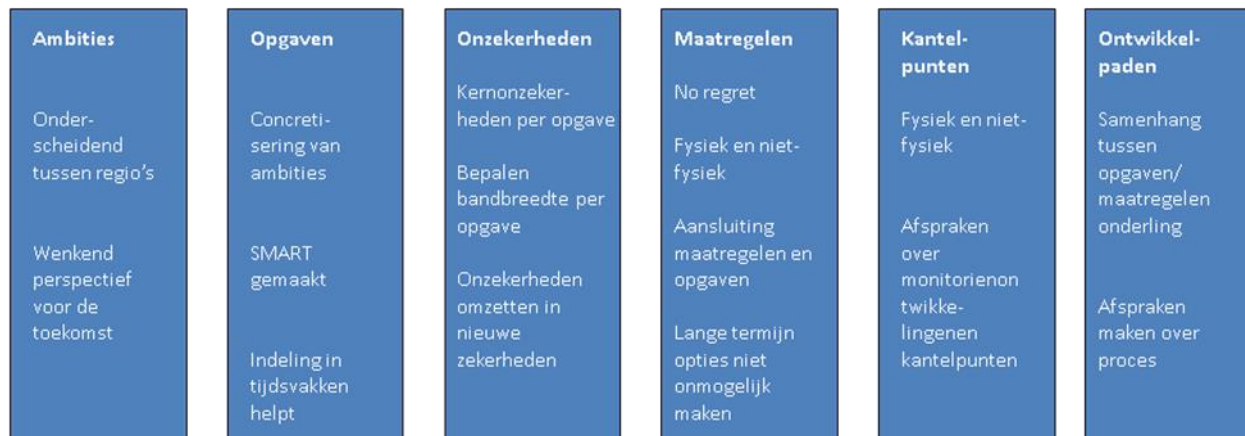 Ambities
Onder-
scheidend
tussen regio's
Wenkend
perspectief
voor de
toekomst
Opgaven
Concreti-
sering van
ambities
SMART
gemaakt
Indeling in
tijdsvakken
helpt
Onzekerheden
Kernonzeker-
heden per opgave
Bepalen
bandbreedte per
opgave
Onzekerheden
omzetten in
nieuwe
zekerheden
Maatregelen
No regret
Fysiek en niet-
fysiek
Aansluiting
maatregelen en
opgaven
Lange termijn
opties niet
onmogelijk
maken
Kantel-
punten
Fysiek en niet-
fysiek
Afspraken
over
monitorienon
twikke-
lingenen
kantelpunten
Ontwikkel-
paden
Samenhang
tussen
opgaven/
maatregelen
onderling
Afspraken
maken over
proces